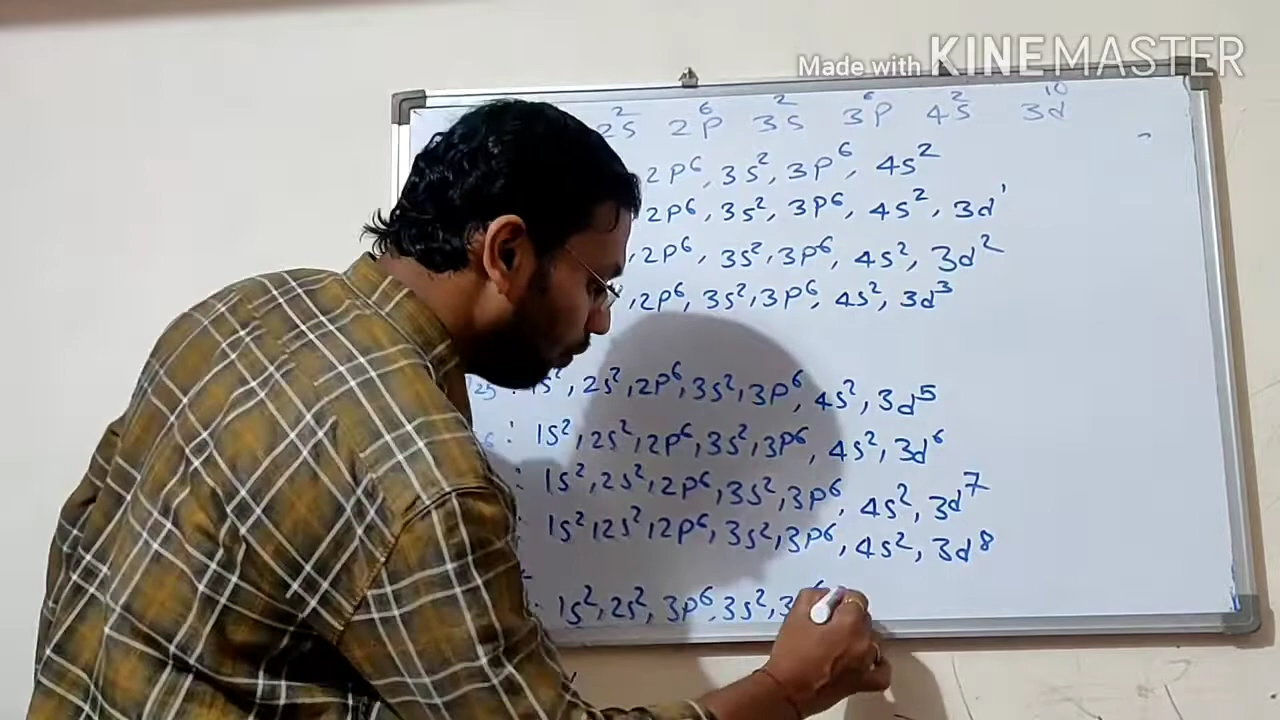 Made with KINEMASTER
2s² 2p⁶ 3s² 3p⁶ 4s² 3d¹⁰
2p⁶, 3s², 3p⁶, 4s²
2p⁶, 3s², 3p⁶, 4s², 3d¹
, 2p⁶, 3s², 3p⁶, 4s², 3d²
, 2p⁶, 3s², 3p⁶, 4s², 3d³
25 : 1s², 2s², 2p⁶, 3s², 3p⁶, 4s², 3d⁵
: 1s², 2s², 2p⁶, 3s², 3p⁶, 4s², 3d⁶
: 1s², 2s², 2p⁶, 3s², 3p⁶, 4s², 3d⁷
: 1s², 2s², 2p⁶, 3s², 3p⁶, 4s², 3d⁸
: 1s², 2s², 3p⁶, 3s², 3